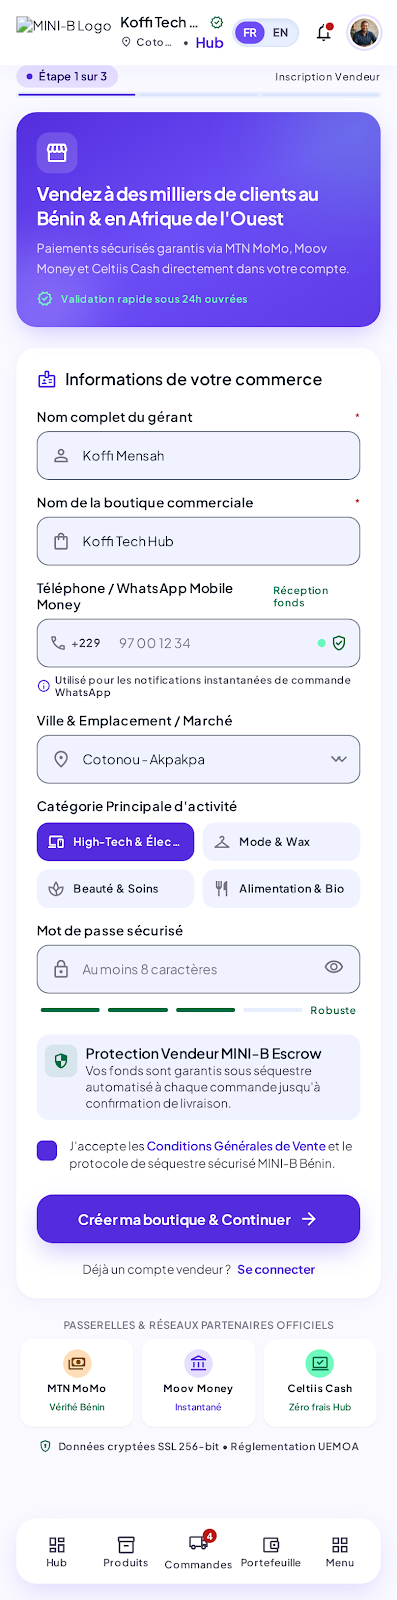 MINI-B Logo
Koffi Tech ...
Coto... • Hub
FR EN
Étape 1 sur 3
Inscription Vendeur
Vendez à des milliers de clients au
Bénin & en Afrique de l'Ouest
Paiements sécurisés garantis via MTN MoMo, Moov
Money et Celtiis Cash directement dans votre compte.
Validation rapide sous 24h ouvrées
Informations de votre commerce
Nom complet du gérant *
Koffi Mensah
Nom de la boutique commerciale *
Koffi Tech Hub
Téléphone / WhatsApp Mobile
Money
Réception
fonds
+229 97 00 12 34
Utilisé pour les notifications instantanées de commande
WhatsApp
Ville & Emplacement / Marché
Cotonou - Akpakpa
Catégorie Principale d'activité
High-Tech & Élec...
Mode & Wax
Beauté & Soins
Alimentation & Bio
Mot de passe sécurisé
Au moins 8 caractères
Robuste
Protection Vendeur MINI-B Escrow
Vos fonds sont garantis sous séquestre
automatisé à chaque commande jusqu'à
confirmation de livraison.
J'accepte les Conditions Générales de Vente et le
protocole de séquestre sécurisé MINI-B Bénin.
Créer ma boutique & Continuer
Déjà un compte vendeur ? Se connecter
PASSERELLES & RÉSEAUX PARTENAIRES OFFICIELS
MTN MoMo
Vérifié Bénin
Moov Money
Instantané
Celtiis Cash
Zéro frais Hub
Données cryptées SSL 256-bit • Réglementation UEMOA
4
Hub
Produits
Commandes
Portefeuille
Menu